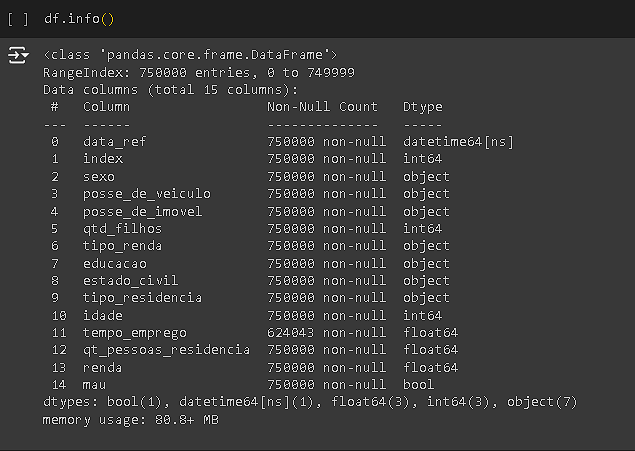 [ ] df.info()
<class 'pandas.core.frame.DataFrame'>
RangeIndex: 750000 entries, 0 to 749999
Data columns (total 15 columns):
 #   Column                 Non-Null Count   Dtype
---  ------                 --------------   -----
 0   data_ref               750000 non-null  datetime64[ns]
 1   index                  750000 non-null  int64
 2   sexo                   750000 non-null  object
 3   posse_de_veiculo       750000 non-null  object
 4   posse_de_imovel        750000 non-null  object
 5   qtd_filhos             750000 non-null  int64
 6   tipo_renda             750000 non-null  object
 7   educacao               750000 non-null  object
 8   estado_civil           750000 non-null  object
 9   tipo_residencia        750000 non-null  object
 10  idade                  750000 non-null  int64
 11  tempo_emprego          624043 non-null  float64
 12  qt_pessoas_residencia  750000 non-null  float64
 13  renda                  750000 non-null  float64
 14  mau                    750000 non-null  bool
dtypes: bool(1), datetime64[ns](1), float64(3), int64(3), object(7)
memory usage: 80.8+ MB